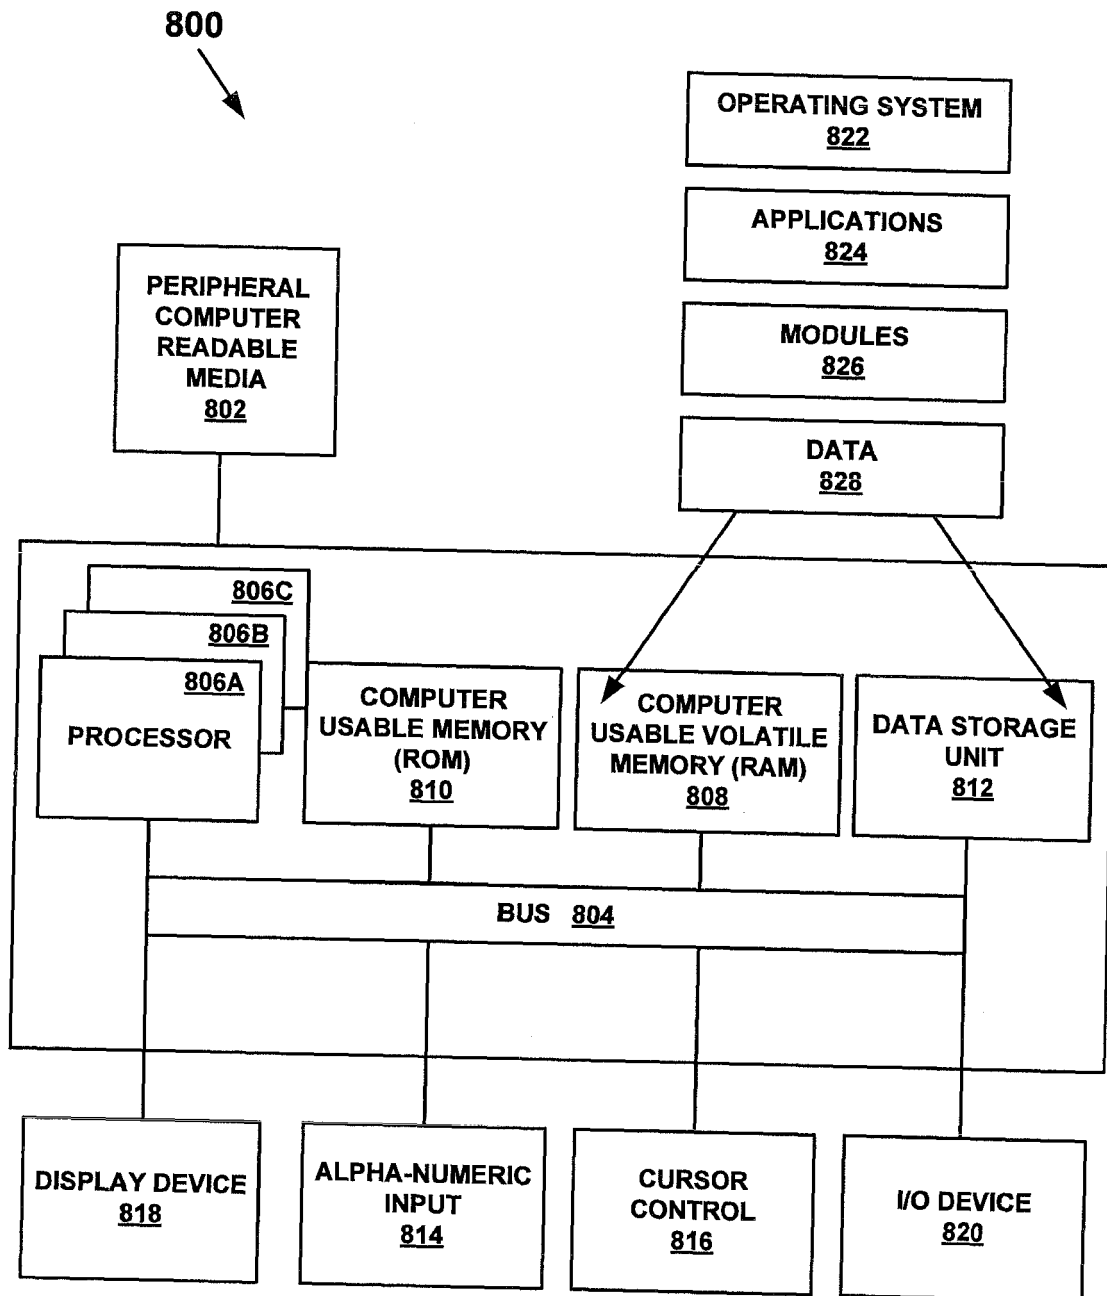 800
OPERATING SYSTEM
822
APPLICATIONS
824
MODULES
826
DATA
828
PERIPHERAL
COMPUTER
READABLE
MEDIA
802
806C
806B
806A
PROCESSOR
COMPUTER
USABLE MEMORY
(ROM)
810
COMPUTER
USABLE VOLATILE
MEMORY (RAM)
808
DATA STORAGE
UNIT
812
BUS 804
DISPLAY DEVICE
818
ALPHA-NUMERIC
INPUT
814
CURSOR
CONTROL
816
I/O DEVICE
820